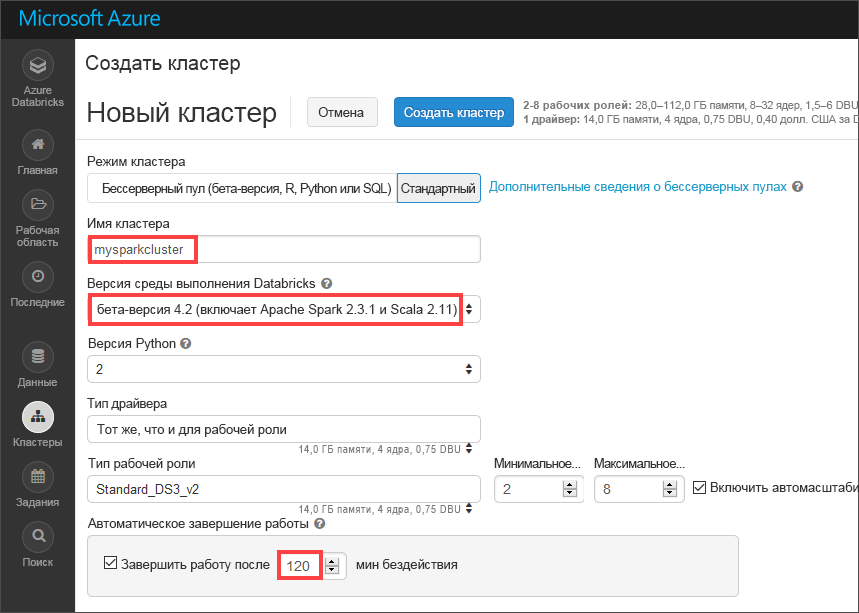 Microsoft Azure
Azure
Databricks
Главная
Рабочая
область
Последние
Данные
Кластеры
Задания
Поиск
Создать кластер
Новый кластер
Отмена
Создать кластер
2-8 рабочих ролей: 28,0–112,0 ГБ памяти, 8–32 ядер, 1,5–6 DBU
1 драйвер: 14,0 ГБ памяти, 4 ядра, 0,75 DBU, 0,40 долл. США за D
Режим кластера
Бессерверный пул (бета-версия, R, Python или SQL)
Стандартный
Дополнительные сведения о бессерверных пулах ?
Имя кластера
mysparkcluster
Версия среды выполнения Databricks ?
бета-версия 4.2 (включает Apache Spark 2.3.1 и Scala 2.11)
Версия Python ?
2
Тип драйвера
Тот же, что и для рабочей роли
14,0 ГБ памяти, 4 ядра, 0,75 DBU
Тип рабочей роли
Минимальное...
Максимальное...
Standard_DS3_v2
2
8
Включить автомасштаби
14,0 ГБ памяти, 4 ядра, 0,75 DBU
Автоматическое завершение работы ?
Завершить работу после 120 мин бездействия